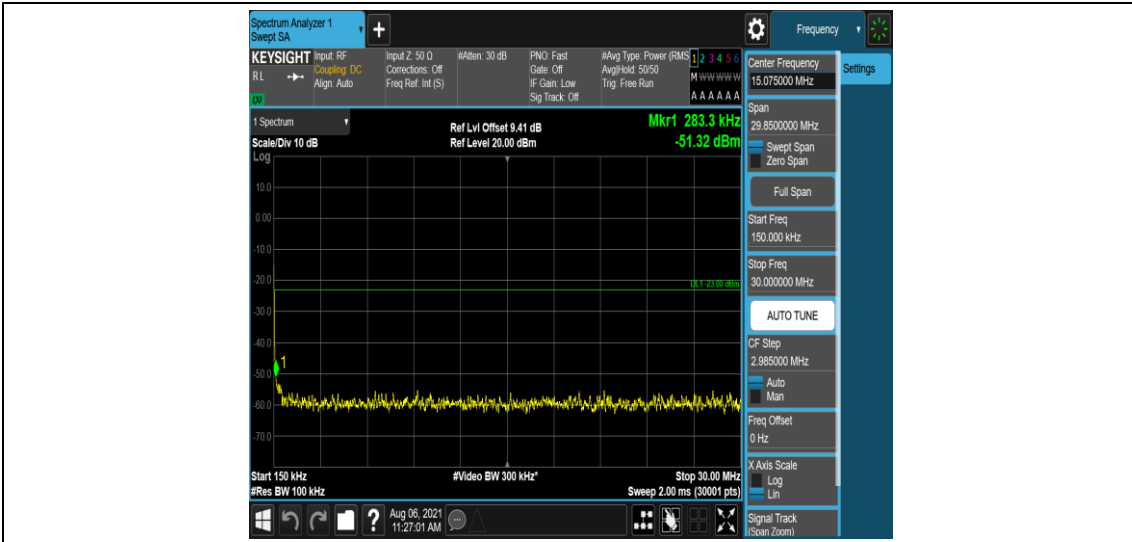 Spectrum Analyzer 1
Swept SA
+
Frequency
KEYSIGHT
RL
LXI
Input: RF
Coupling: DC
Align: Auto
Input Z: 50 Ω
Corrections: Off
Freq Ref: Int (S)
#Atten: 30 dB
PNO: Fast
Gate: Off
IF Gain: Low
Sig Track: Off
#Avg Type: Power (RMS
Avg|Hold: 50/50
Trig: Free Run
1 2 3 4 5 6
M W W W W W
A A A A A A
1 Spectrum
Scale/Div 10 dB
Log
Ref Lvl Offset 9.41 dB
Ref Level 20.00 dBm
Mkr1 283.3 kHz
-51.32 dBm
10.0
0.00
-10.0
-20.0
-30.0
-40.0
-50.0
-60.0
-70.0
DL1 -23.00 dBm
1
Start 150 kHz
#Res BW 100 kHz
#Video BW 300 kHz*
Stop 30.00 MHz
Sweep 2.00 ms (30001 pts)
?
Aug 06, 2021
11:27:01 AM
Center Frequency
15.075000 MHz
Span
29.8500000 MHz
Swept Span
Zero Span
Full Span
Start Freq
150.000 kHz
Stop Freq
30.000000 MHz
AUTO TUNE
CF Step
2.985000 MHz
Auto
Man
Freq Offset
0 Hz
X Axis Scale
Log
Lin
Signal Track
(Span Zoom)
Settings